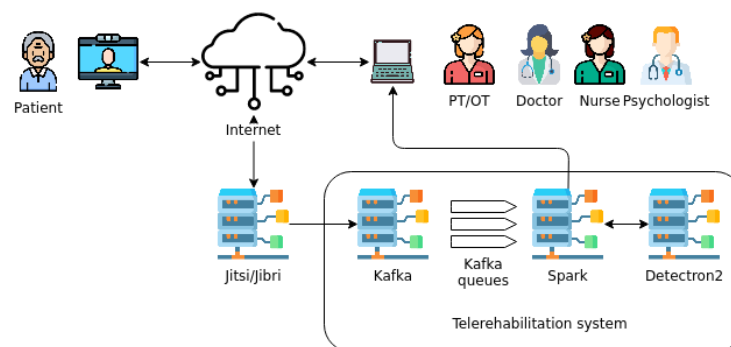 Patient
PT/OT
Doctor
Nurse
Psychologist
Internet
Jitsi/Jibri
Kafka
Kafka
queues
Spark
Detectron2
Telerehabilitation system